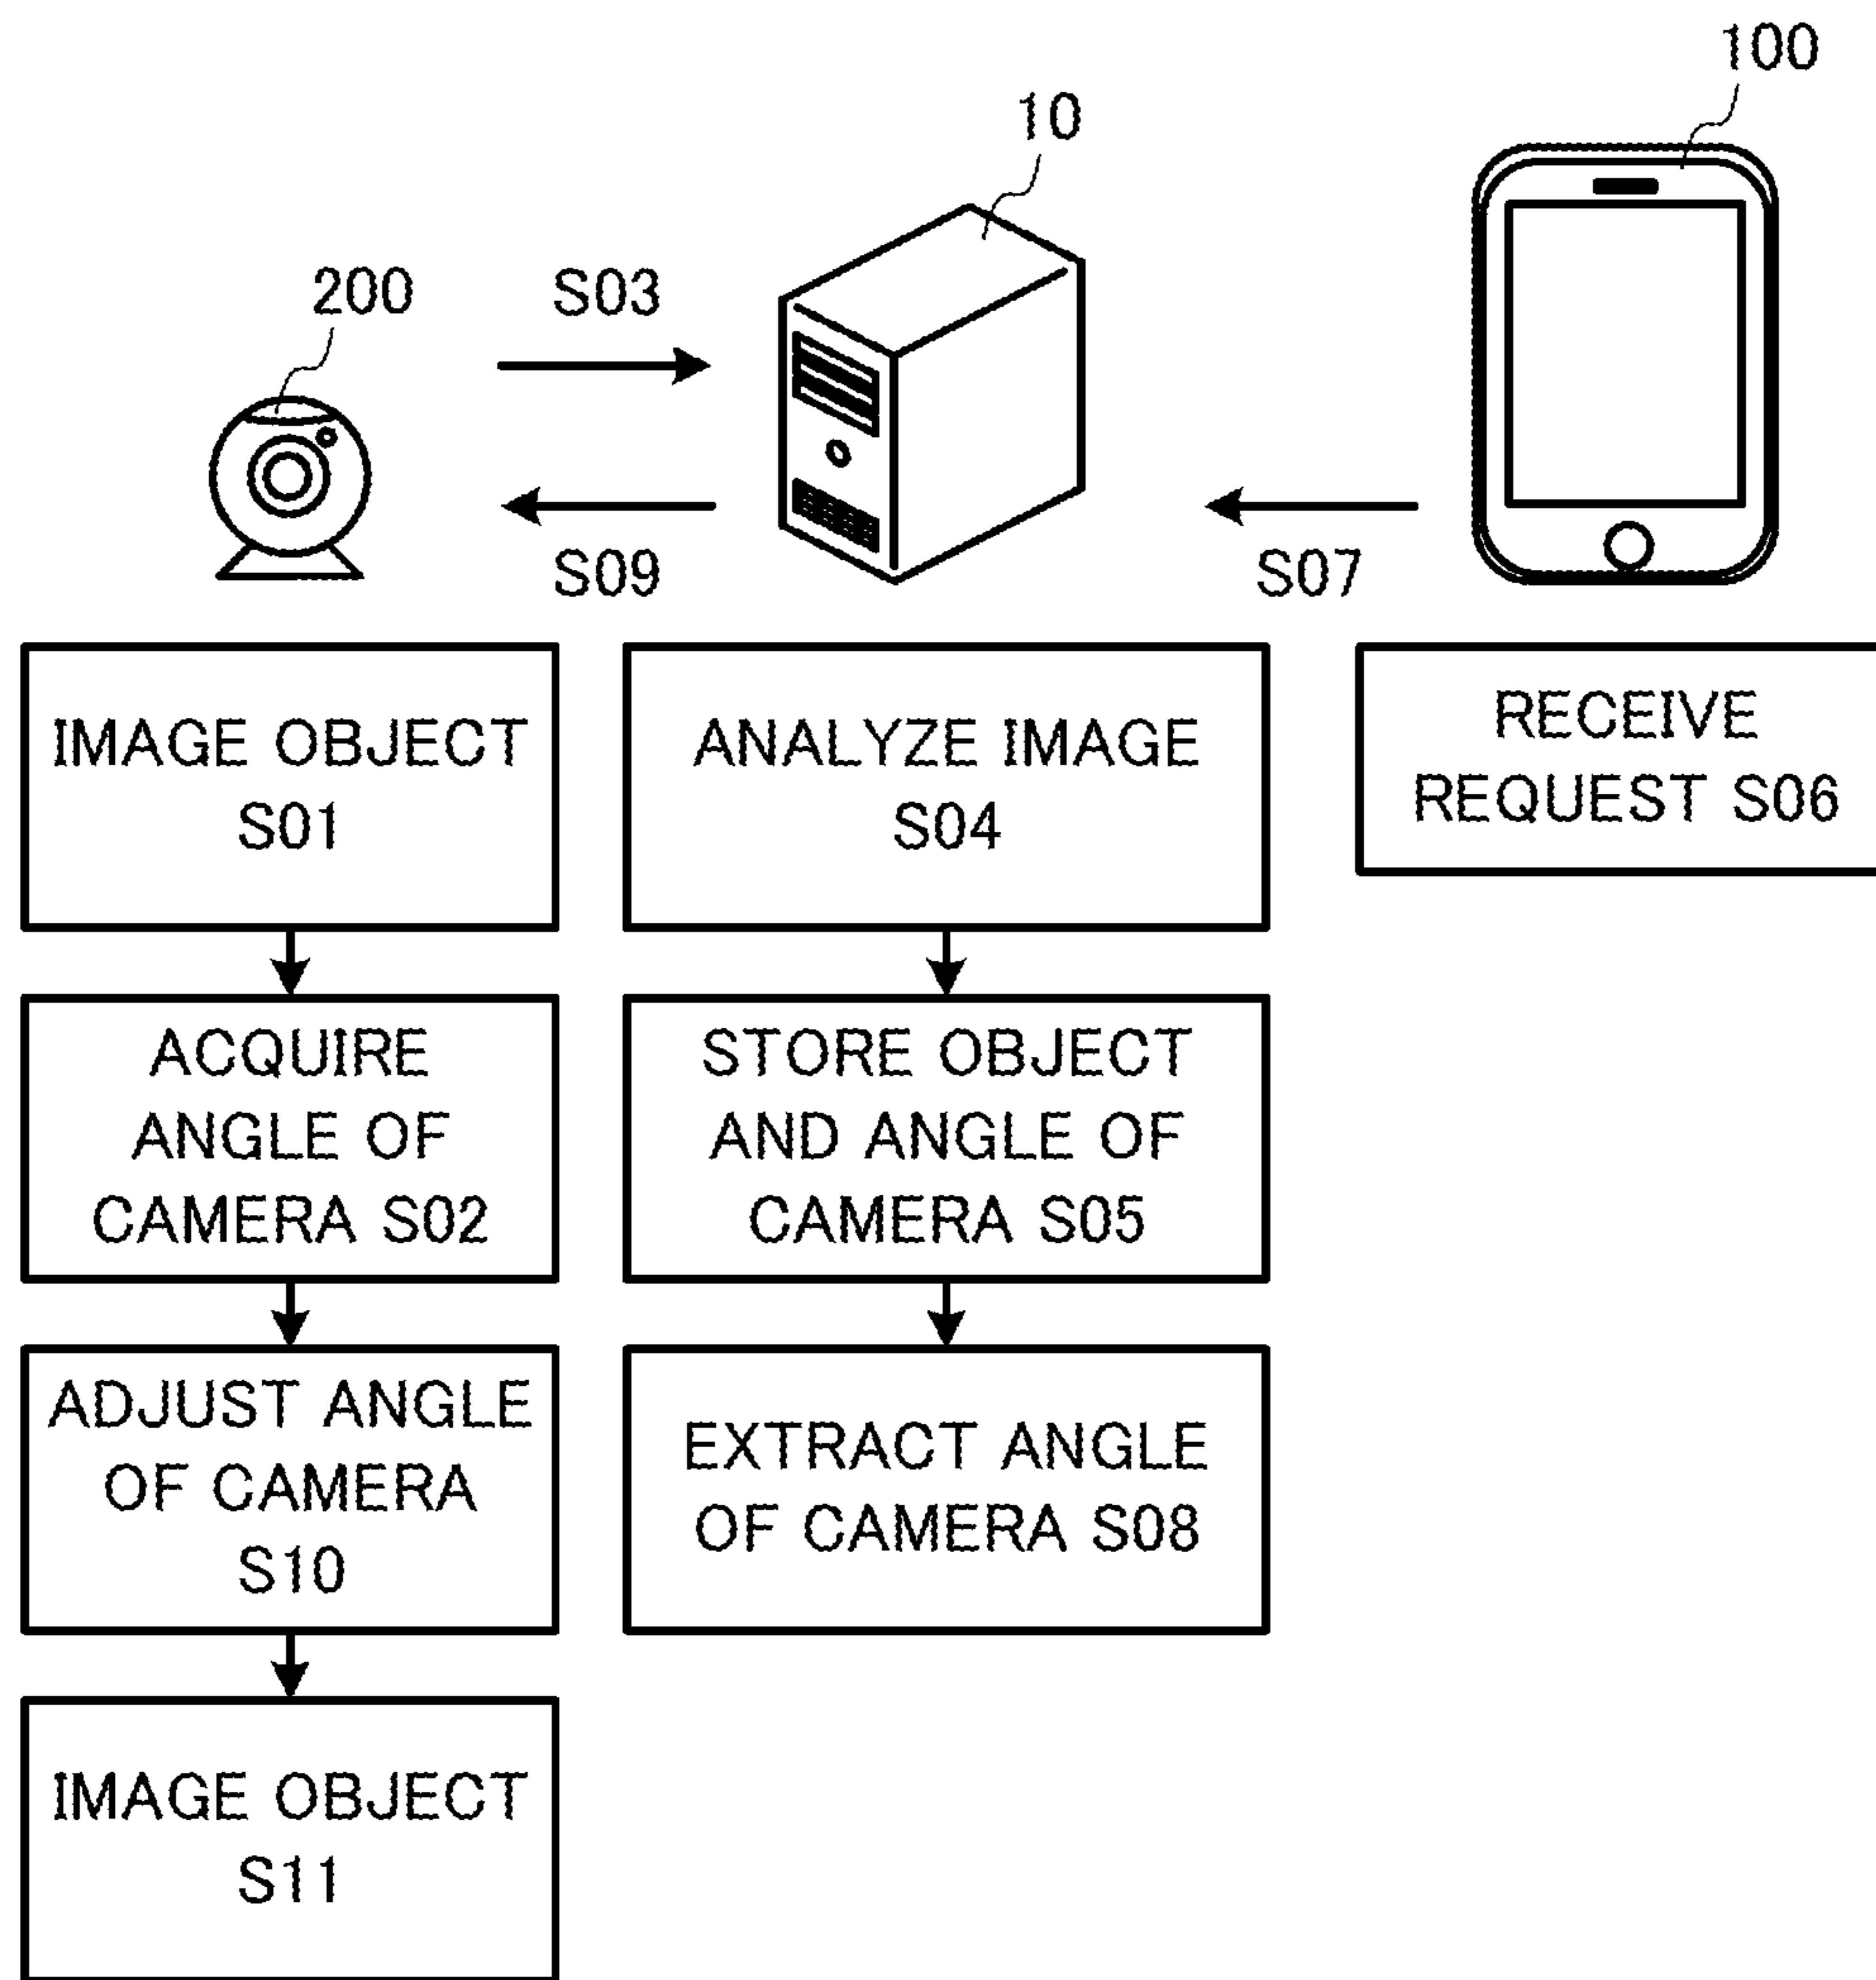 100
10
200
S03
S09
S07
IMAGE OBJECT
S01
ANALYZE IMAGE
S04
RECEIVE
REQUEST S06
ACQUIRE
ANGLE OF
CAMERA S02
STORE OBJECT
AND ANGLE OF
CAMERA S05
ADJUST ANGLE
OF CAMERA
S10
EXTRACT ANGLE
OF CAMERA S08
IMAGE OBJECT
S11